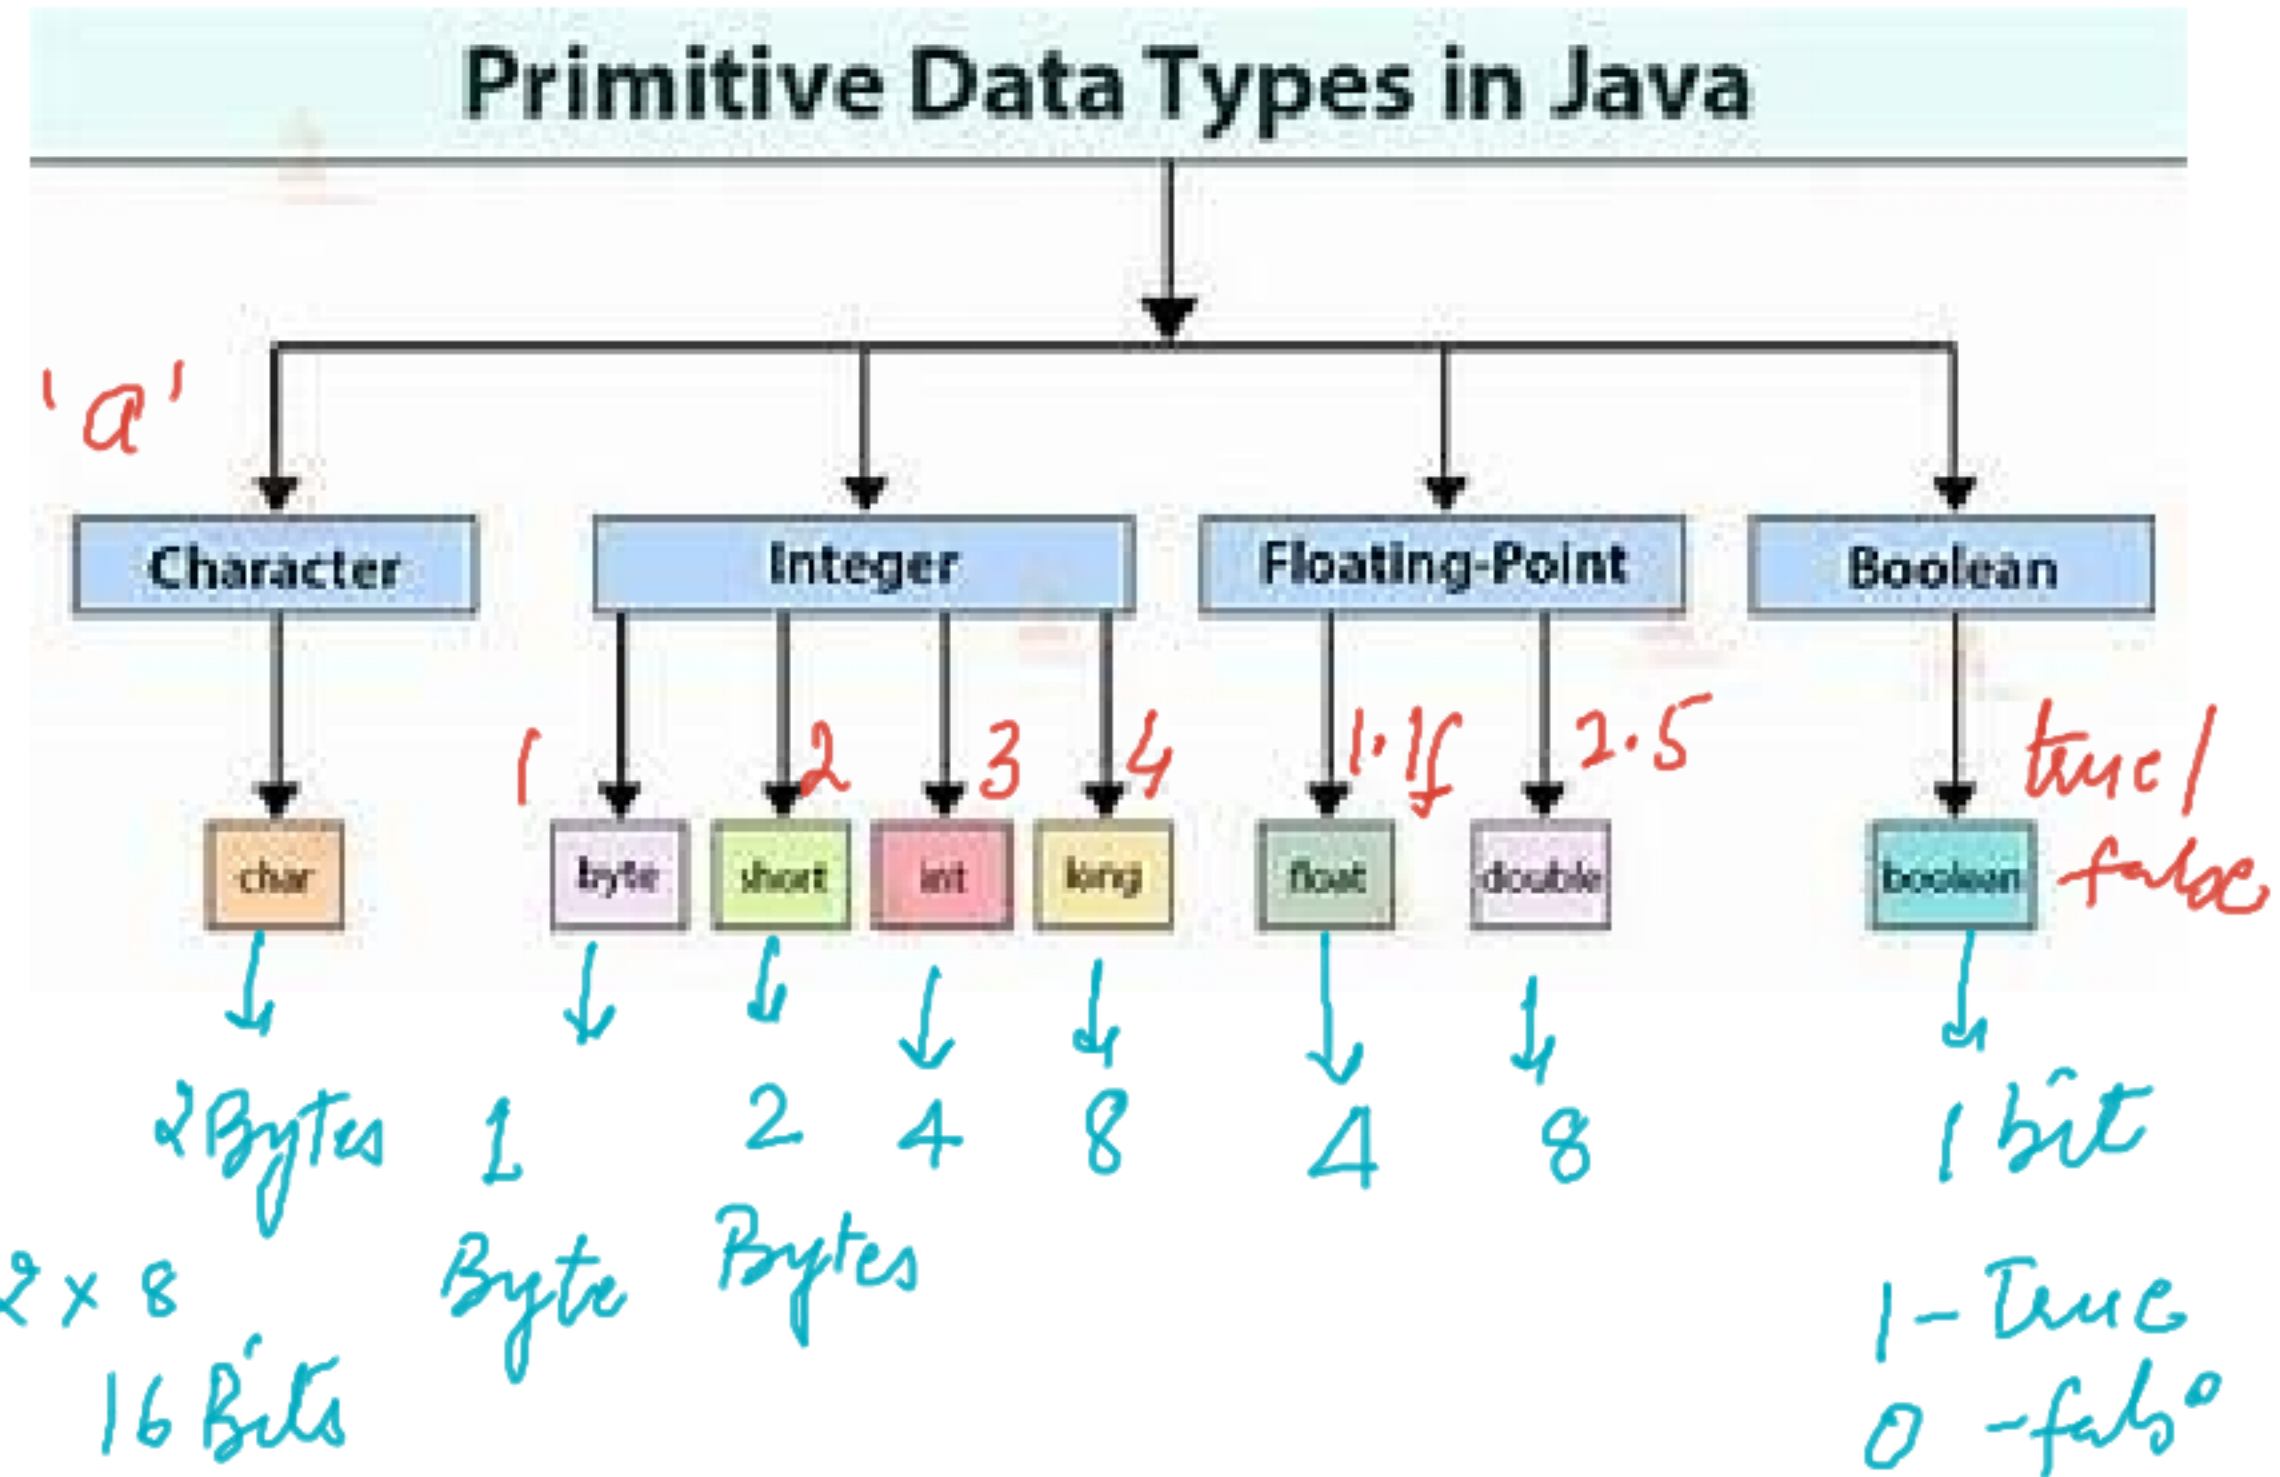 Primitive Data Types in Java
'a'
Character Integer Floating-Point Boolean
1 2 3 4 1.1f 2.5 true/
false
char byte short int long float double boolean
2 Bytes 1 2 4 8 4 8 1 bit
Byte Bytes
2 x 8 1 - True
16 Bits 0 - false